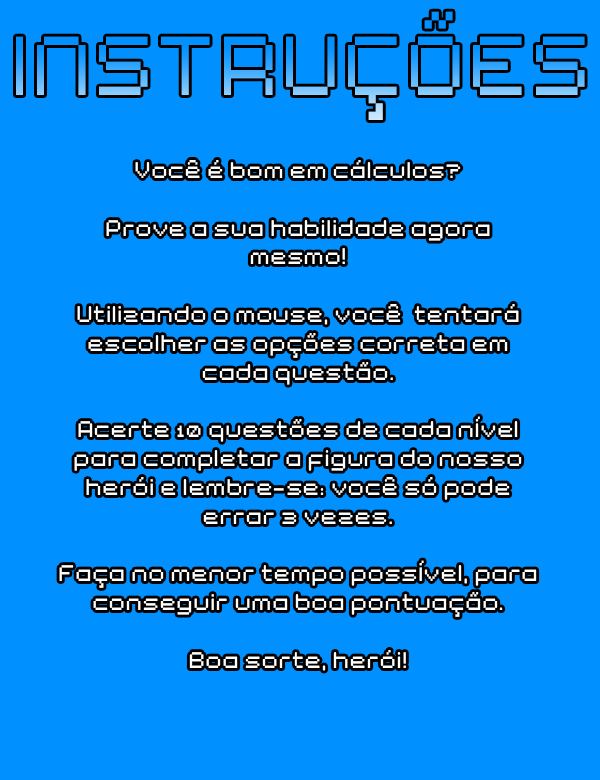 INSTRUÇÕES
Você é bom em cálculos?
Prove a sua habilidade agora
mesmo!
Utilizando o mouse, você  tentará
escolher as opções correta em
cada questão.
Acerte 10 questões de cada nível
para completar a figura do nosso
herói e lembre-se: você só pode
errar 3 vezes.
Faça no menor tempo possível, para
conseguir uma boa pontuação.
Boa sorte, herói!